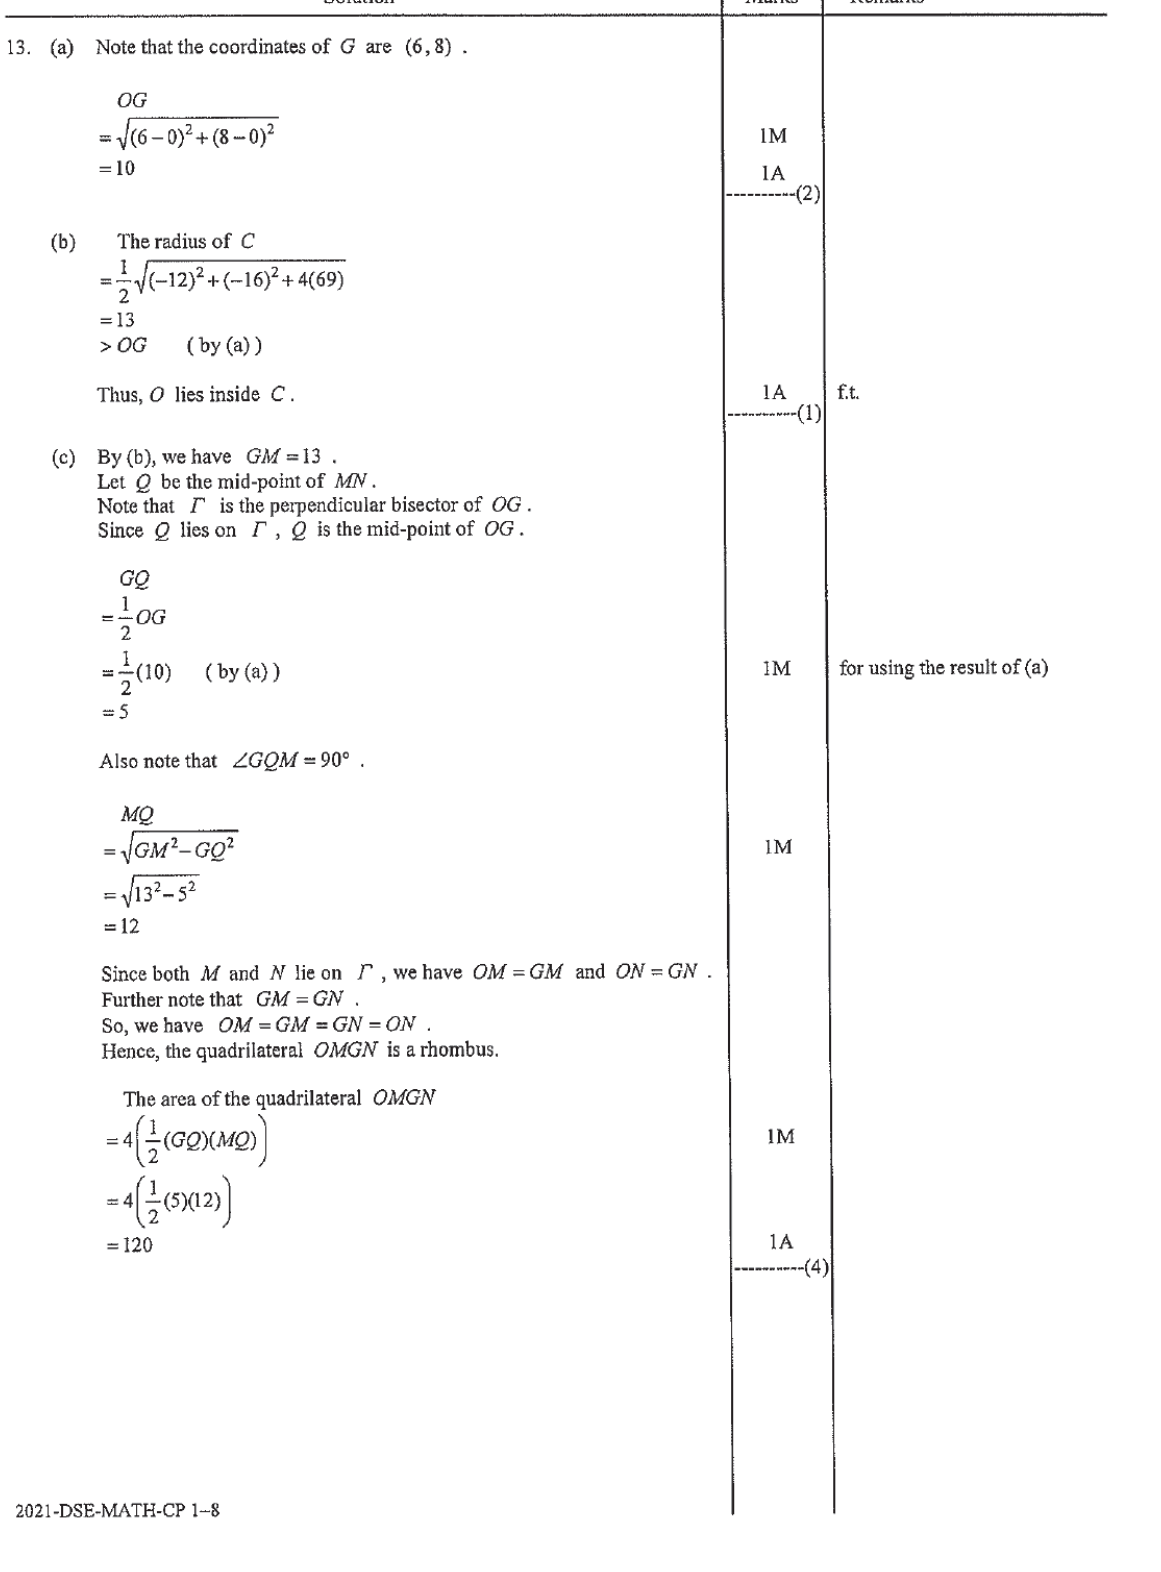 Solution Marks Remarks
13. (a) Note that the coordinates of G are (6, 8) .
OG
= √((6 − 0)² + (8 − 0)²) 1M
= 10 1A
----------(2)
(b) The radius of C
= 1/2 √((−12)² + (−16)² + 4(69))
= 13
> OG ( by (a) )
Thus, O lies inside C . 1A f.t.
----------(1)
(c) By (b), we have GM = 13 .
Let Q be the mid-point of MN .
Note that Γ is the perpendicular bisector of OG .
Since Q lies on Γ , Q is the mid-point of OG .
GQ
= 1/2 OG
= 1/2 (10) ( by (a) ) 1M for using the result of (a)
= 5
Also note that ∠GQM = 90° .
MQ
= √(GM² − GQ²) 1M
= √(13² − 5²)
= 12
Since both M and N lie on Γ , we have OM = GM and ON = GN .
Further note that GM = GN .
So, we have OM = GM = GN = ON .
Hence, the quadrilateral OMGN is a rhombus.
The area of the quadrilateral OMGN
= 4(1/2 (GQ)(MQ)) 1M
= 4(1/2 (5)(12))
= 120 1A
----------(4)
2021-DSE-MATH-CP 1–8